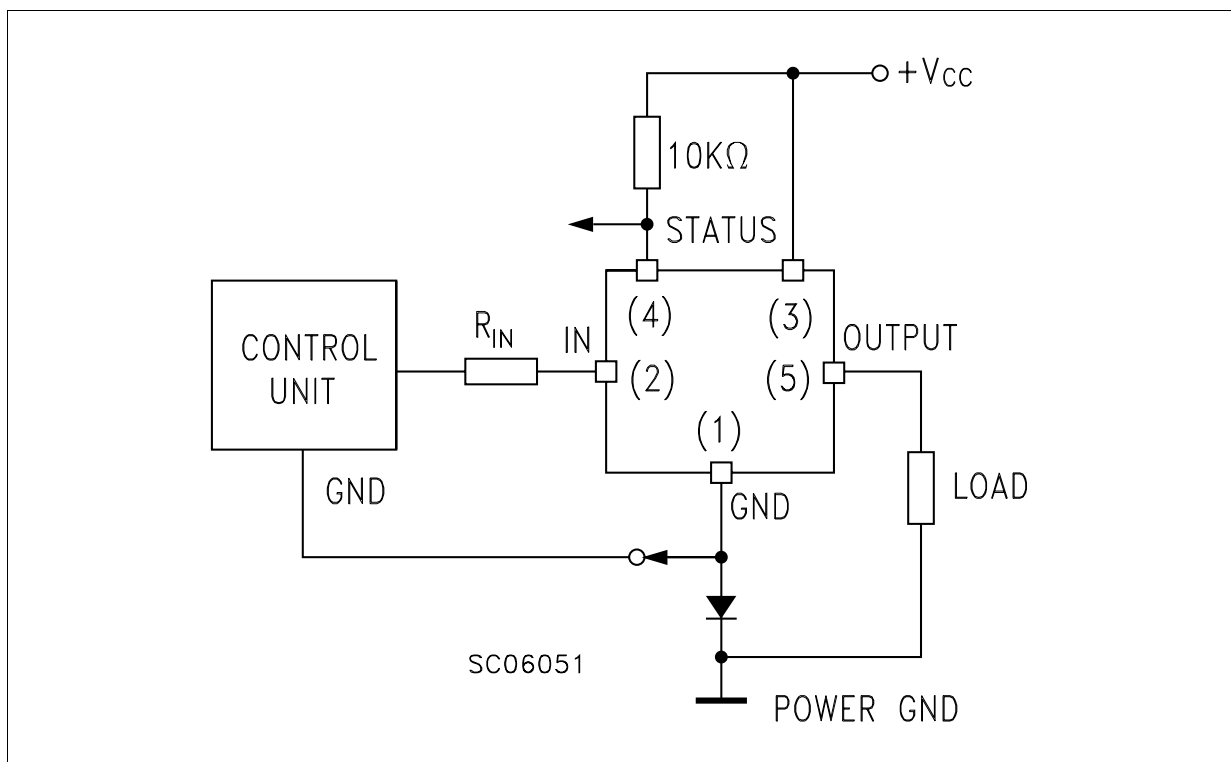 +VCC
10KΩ
STATUS
(4)
(3)
RIN
IN
OUTPUT
CONTROL
UNIT
(2)
(5)
(1)
GND
GND
LOAD
SC06051
POWER GND